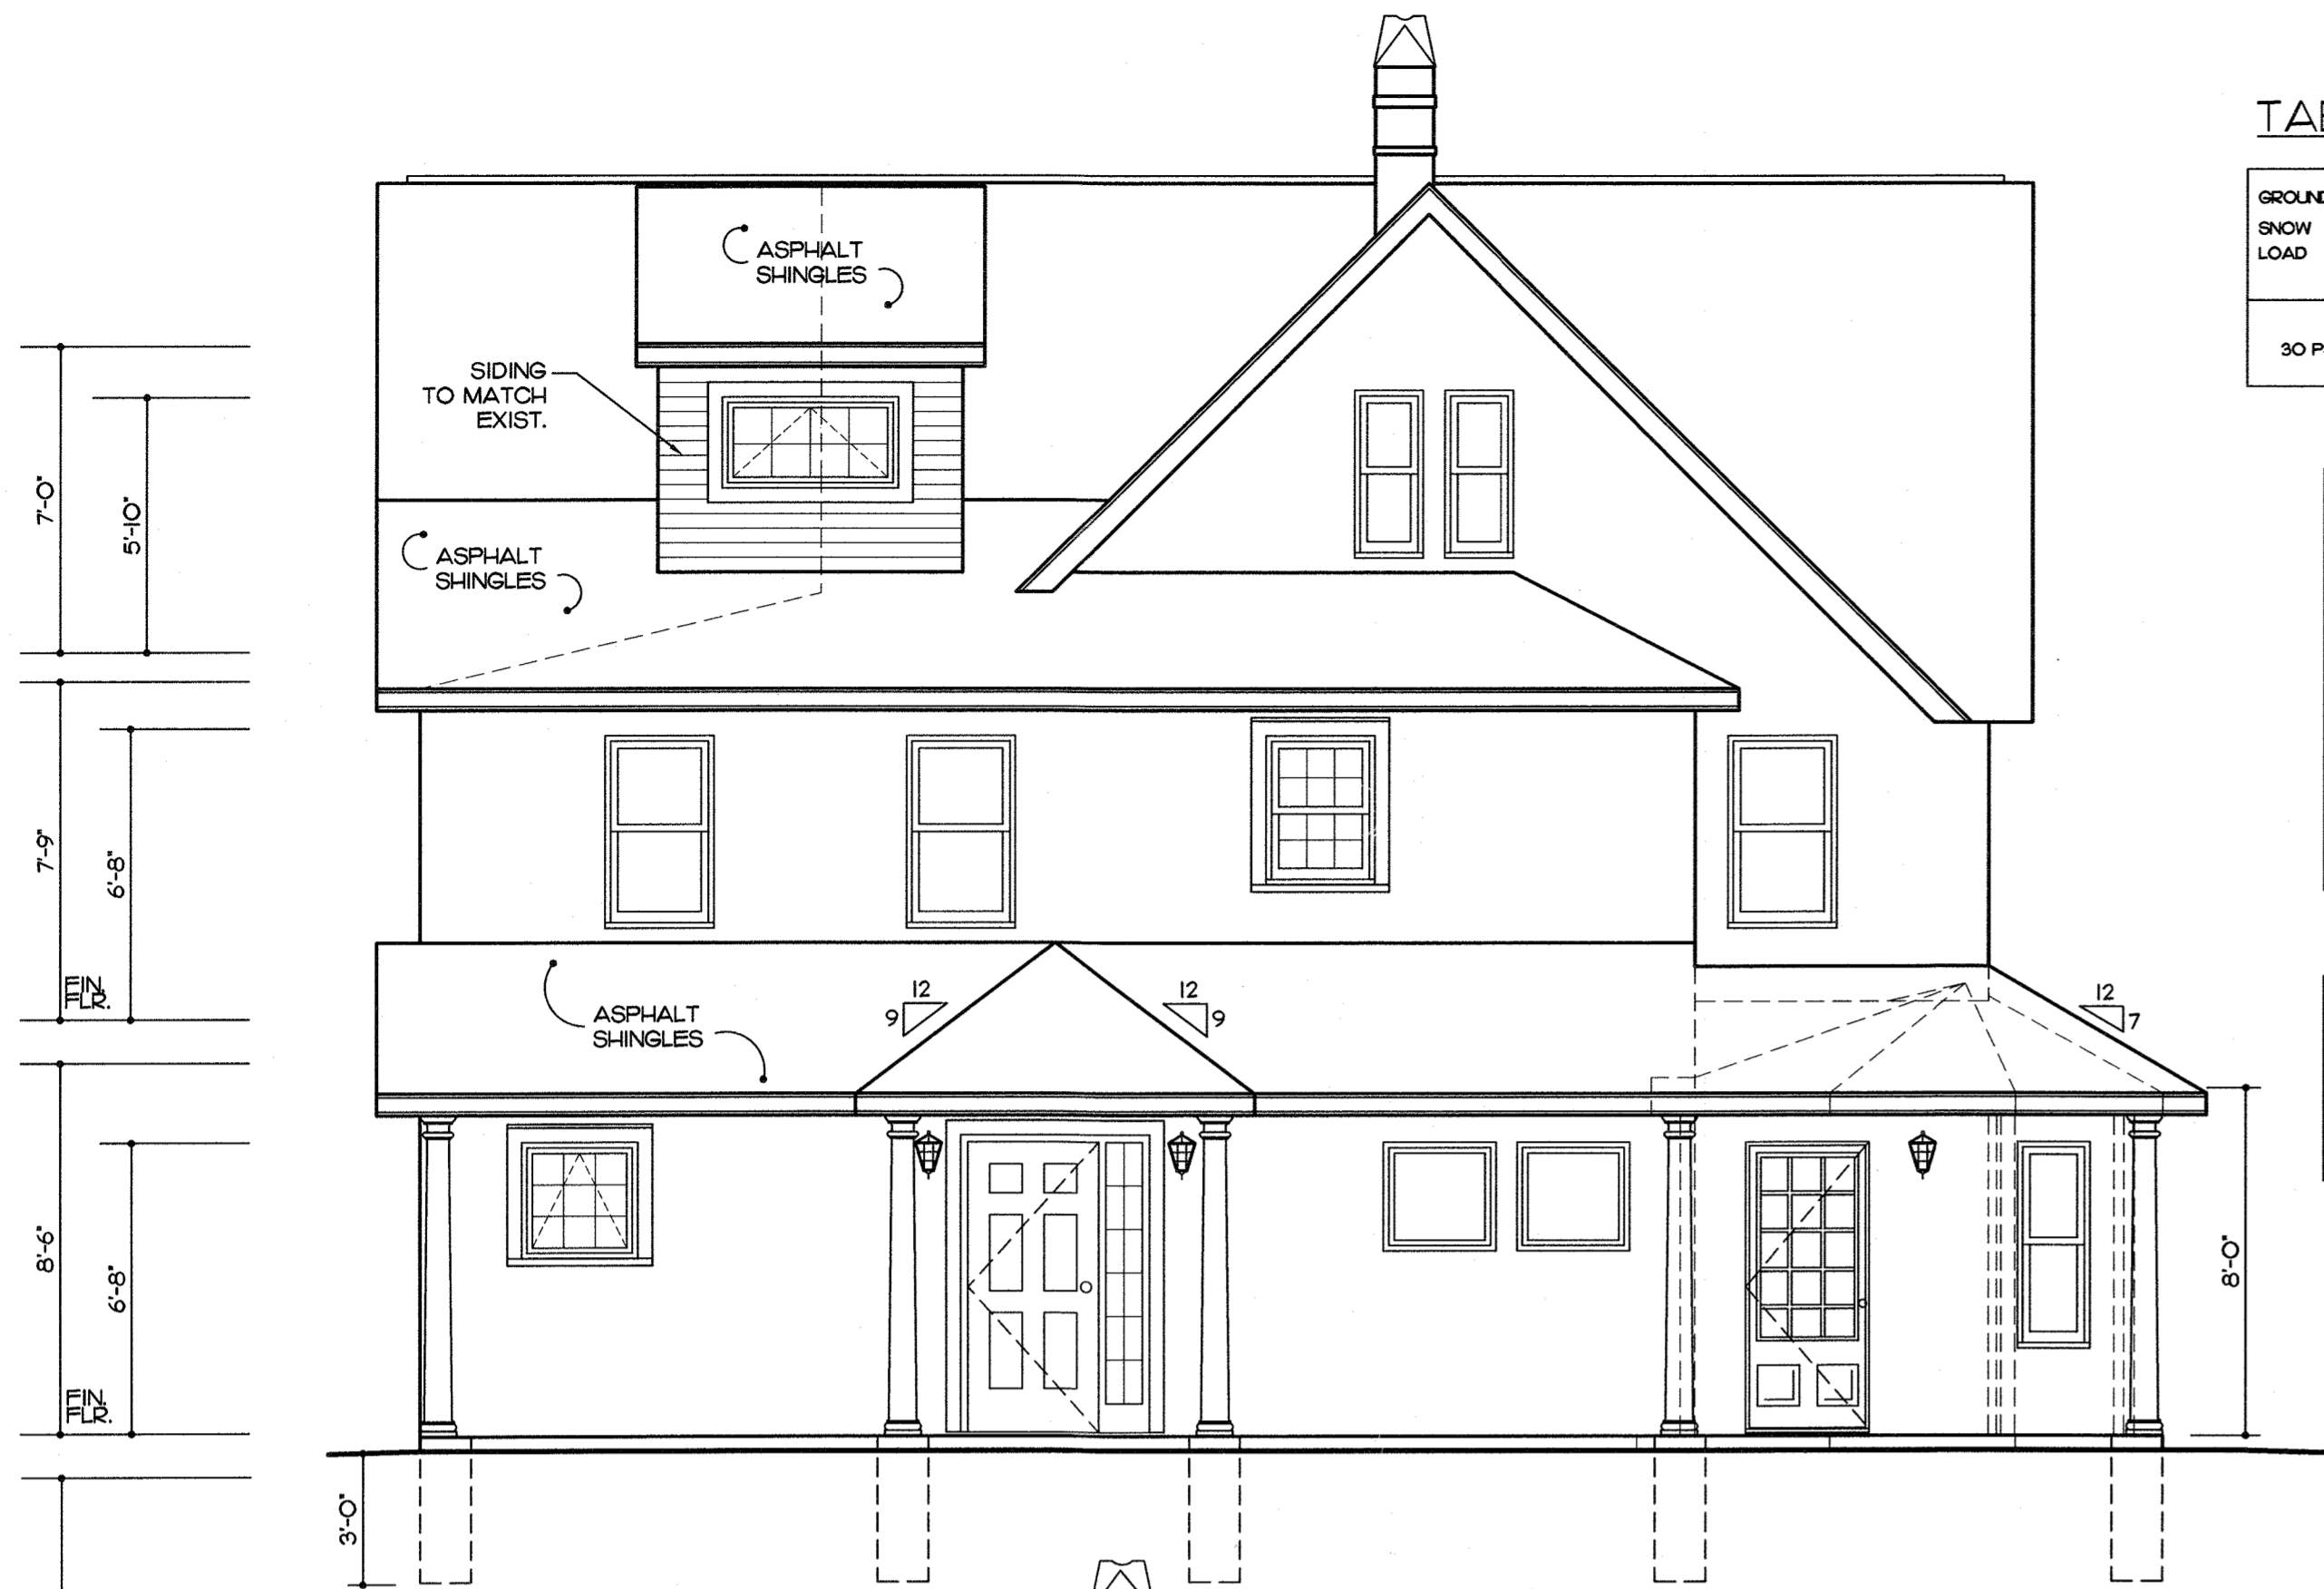 TAB
GROUND
SNOW
LOAD
30 P
ASPHALT
SHINGLES
SIDING
TO MATCH
EXIST.
7'-0"
5'-10"
ASPHALT
SHINGLES
7'-9"
6'-8"
FIN.
FLR.
12
9
12
9
12
7
ASPHALT
SHINGLES
8'-6"
6'-8"
8'-0"
FIN.
FLR.
3'-0"